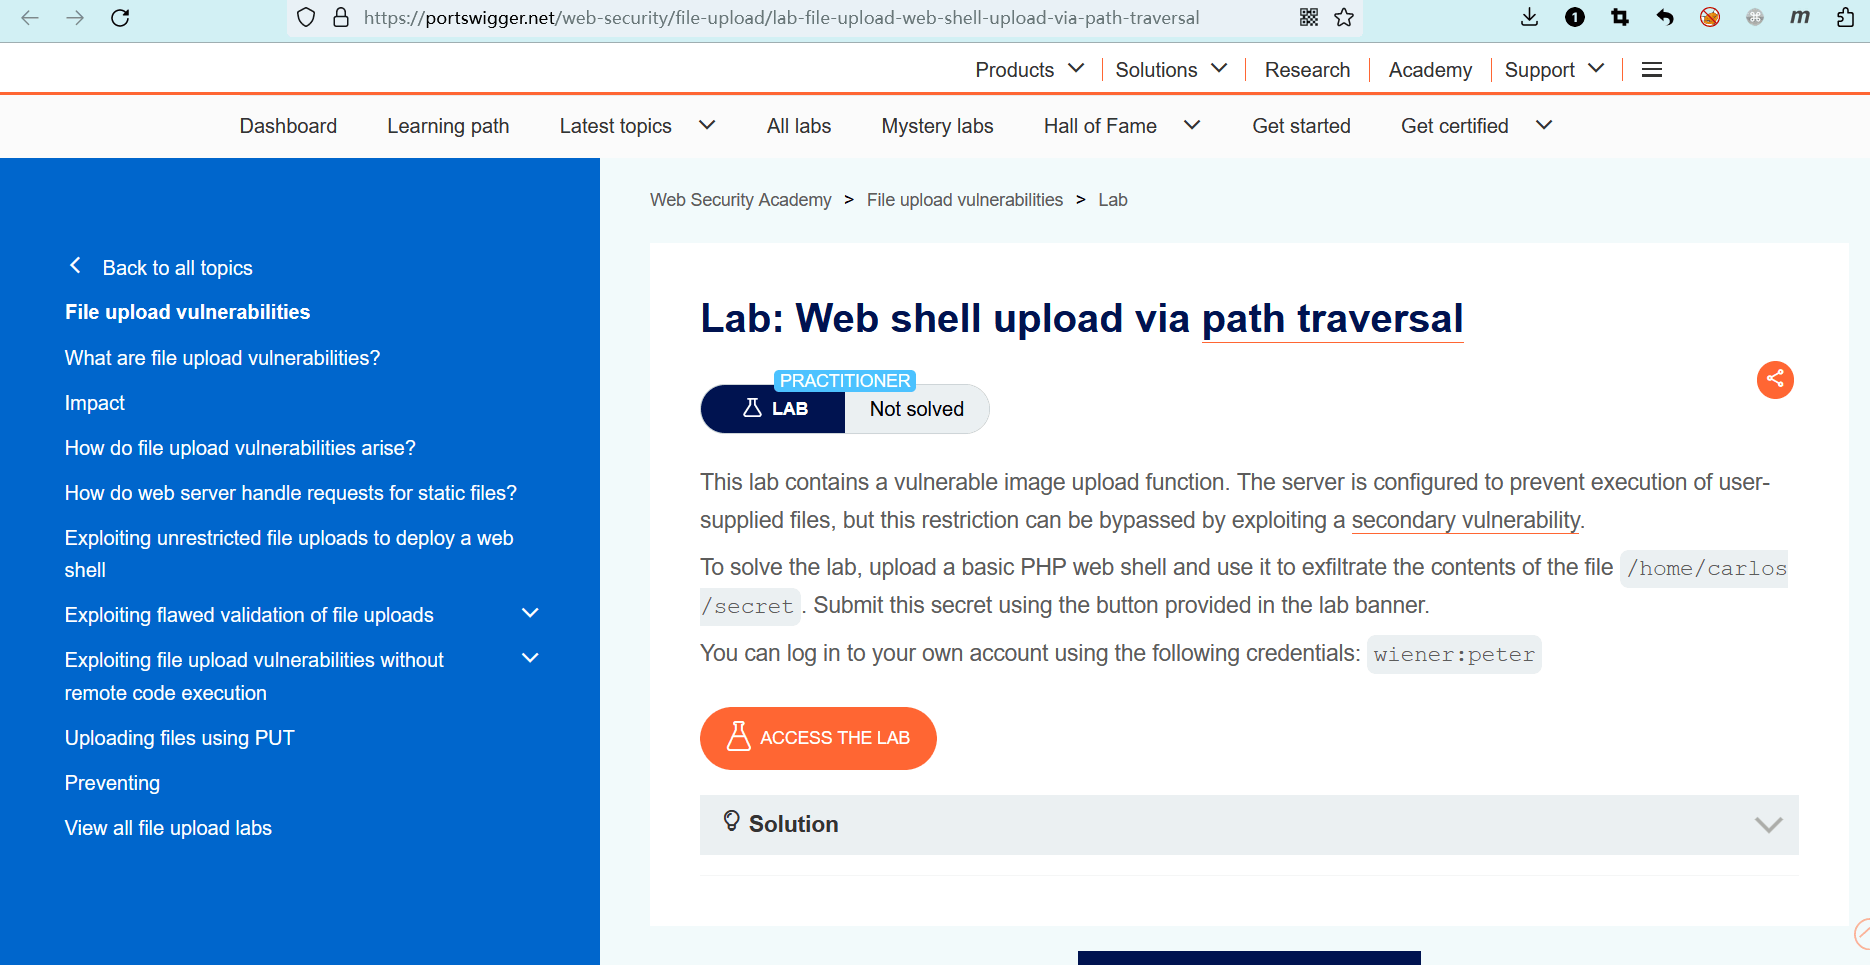 https://portswigger.net/web-security/file-upload/lab-file-upload-web-shell-upload-via-path-traversal
1
m
Products
Solutions
Research
Academy
Support
Dashboard
Learning path
Latest topics
All labs
Mystery labs
Hall of Fame
Get started
Get certified
Back to all topics
File upload vulnerabilities
What are file upload vulnerabilities?
Impact
How do file upload vulnerabilities arise?
How do web server handle requests for static files?
Exploiting unrestricted file uploads to deploy a web
shell
Exploiting flawed validation of file uploads
Exploiting file upload vulnerabilities without
remote code execution
Uploading files using PUT
Preventing
View all file upload labs
Web Security Academy > File upload vulnerabilities > Lab
Lab: Web shell upload via path traversal
PRACTITIONER
LAB
Not solved
This lab contains a vulnerable image upload function. The server is configured to prevent execution of user-
supplied files, but this restriction can be bypassed by exploiting a secondary vulnerability.
To solve the lab, upload a basic PHP web shell and use it to exfiltrate the contents of the file /home/carlos
/secret . Submit this secret using the button provided in the lab banner.
You can log in to your own account using the following credentials: wiener:peter
ACCESS THE LAB
Solution